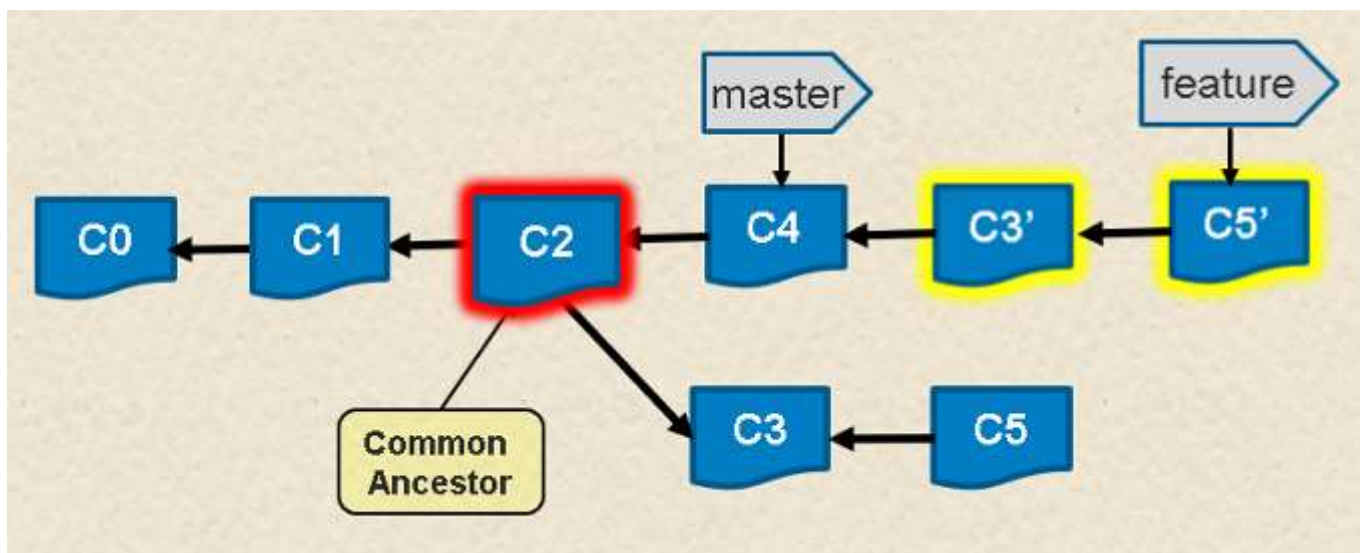 master
feature
C0
C1
C2
C4
C3’
C5’
Common
Ancestor
C3
C5